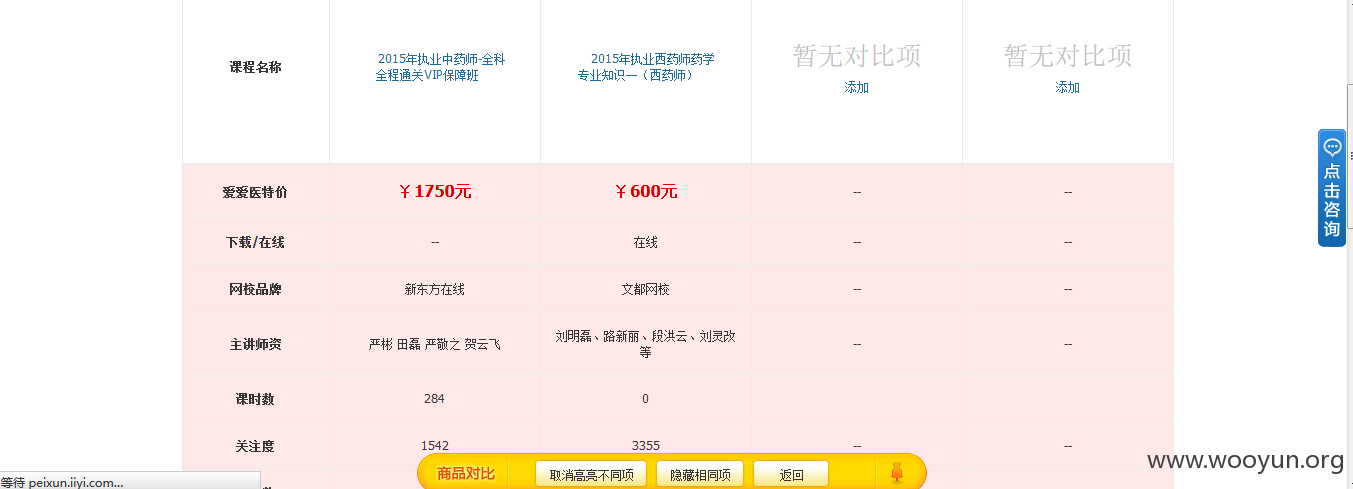 课程名称
2015年执业中药师-全科
全程通关VIP保障班
2015年执业西药师药学
专业知识一（西药师）
暂无对比项
添加
暂无对比项
添加
爱爱医特价
￥1750元
￥600元
--
--
下载/在线
--
在线
--
--
网校品牌
新东方在线
文都网校
--
--
主讲师资
严彬 田磊 严敬之 贺云飞
刘明磊、路新丽、段洪云、刘灵改
等
--
--
课时数
284
0
关注度
1542
3355
--
--
商品对比
取消高亮不同项
隐藏相同项
返回
点击咨询
等待 peixun.iiyi.com...
www.wooyun.org